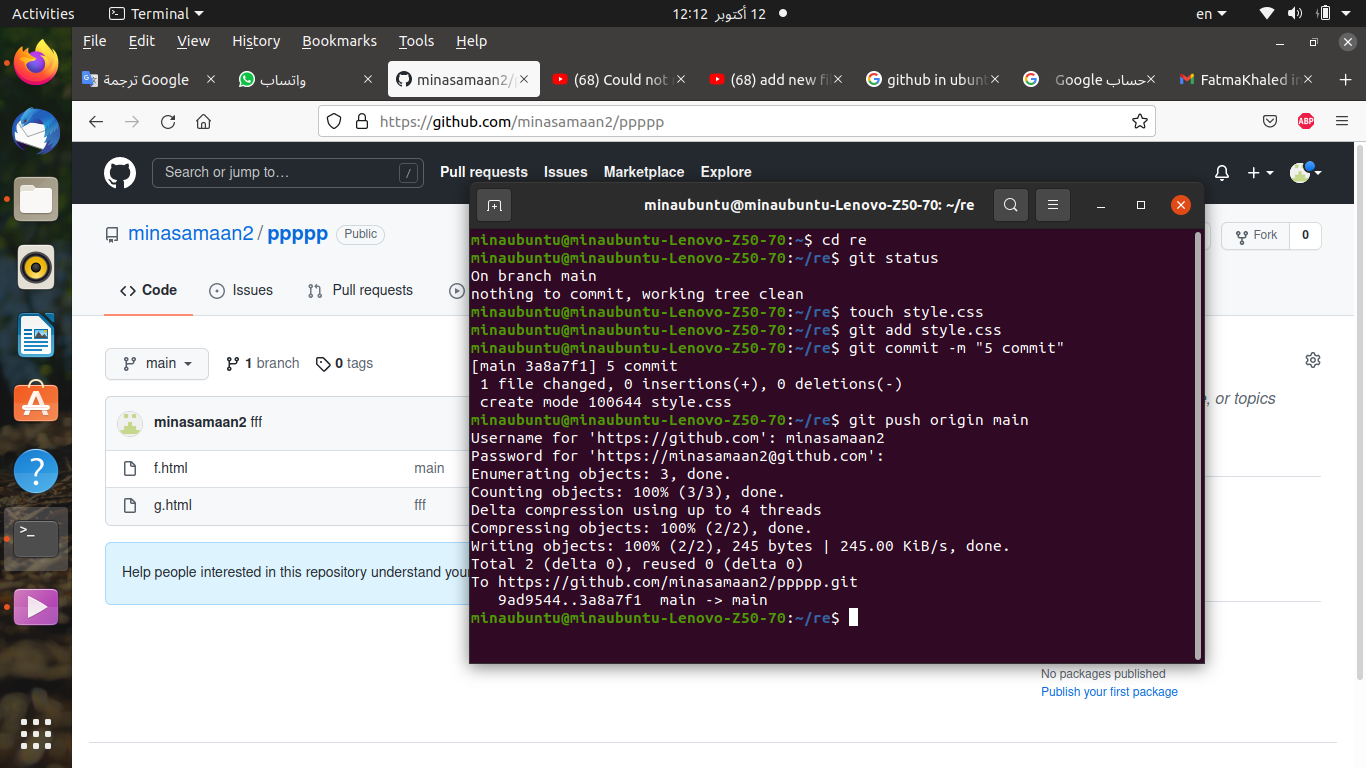 Activities
Terminal
12 أكتوبر 12:12
en
File Edit View History Bookmarks Tools Help
ترجمة Google
واتساب
minasamaan2/p
(68) Could not
(68) add new fi
github in ubun
حساب Google
FatmaKhaled in
https://github.com/minasamaan2/ppppp
ABP
Search or jump to…
/
Pull requests Issues Marketplace Explore
minasamaan2 / ppppp Public
Fork 0
Code Issues Pull requests
main 1 branch 0 tags
minasamaan2 fff
f.html main
g.html fff
Help people interested in this repository understand you
, or topics
No packages published
Publish your first package
minaubuntu@minaubuntu-Lenovo-Z50-70: ~/re
minaubuntu@minaubuntu-Lenovo-Z50-70:~$ cd re
minaubuntu@minaubuntu-Lenovo-Z50-70:~/re$ git status
On branch main
nothing to commit, working tree clean
minaubuntu@minaubuntu-Lenovo-Z50-70:~/re$ touch style.css
minaubuntu@minaubuntu-Lenovo-Z50-70:~/re$ git add style.css
minaubuntu@minaubuntu-Lenovo-Z50-70:~/re$ git commit -m "5 commit"
[main 3a8a7f1] 5 commit
 1 file changed, 0 insertions(+), 0 deletions(-)
 create mode 100644 style.css
minaubuntu@minaubuntu-Lenovo-Z50-70:~/re$ git push origin main
Username for 'https://github.com': minasamaan2
Password for 'https://minasamaan2@github.com':
Enumerating objects: 3, done.
Counting objects: 100% (3/3), done.
Delta compression using up to 4 threads
Compressing objects: 100% (2/2), done.
Writing objects: 100% (2/2), 245 bytes | 245.00 KiB/s, done.
Total 2 (delta 0), reused 0 (delta 0)
To https://github.com/minasamaan2/ppppp.git
   9ad9544..3a8a7f1  main -> main
minaubuntu@minaubuntu-Lenovo-Z50-70:~/re$